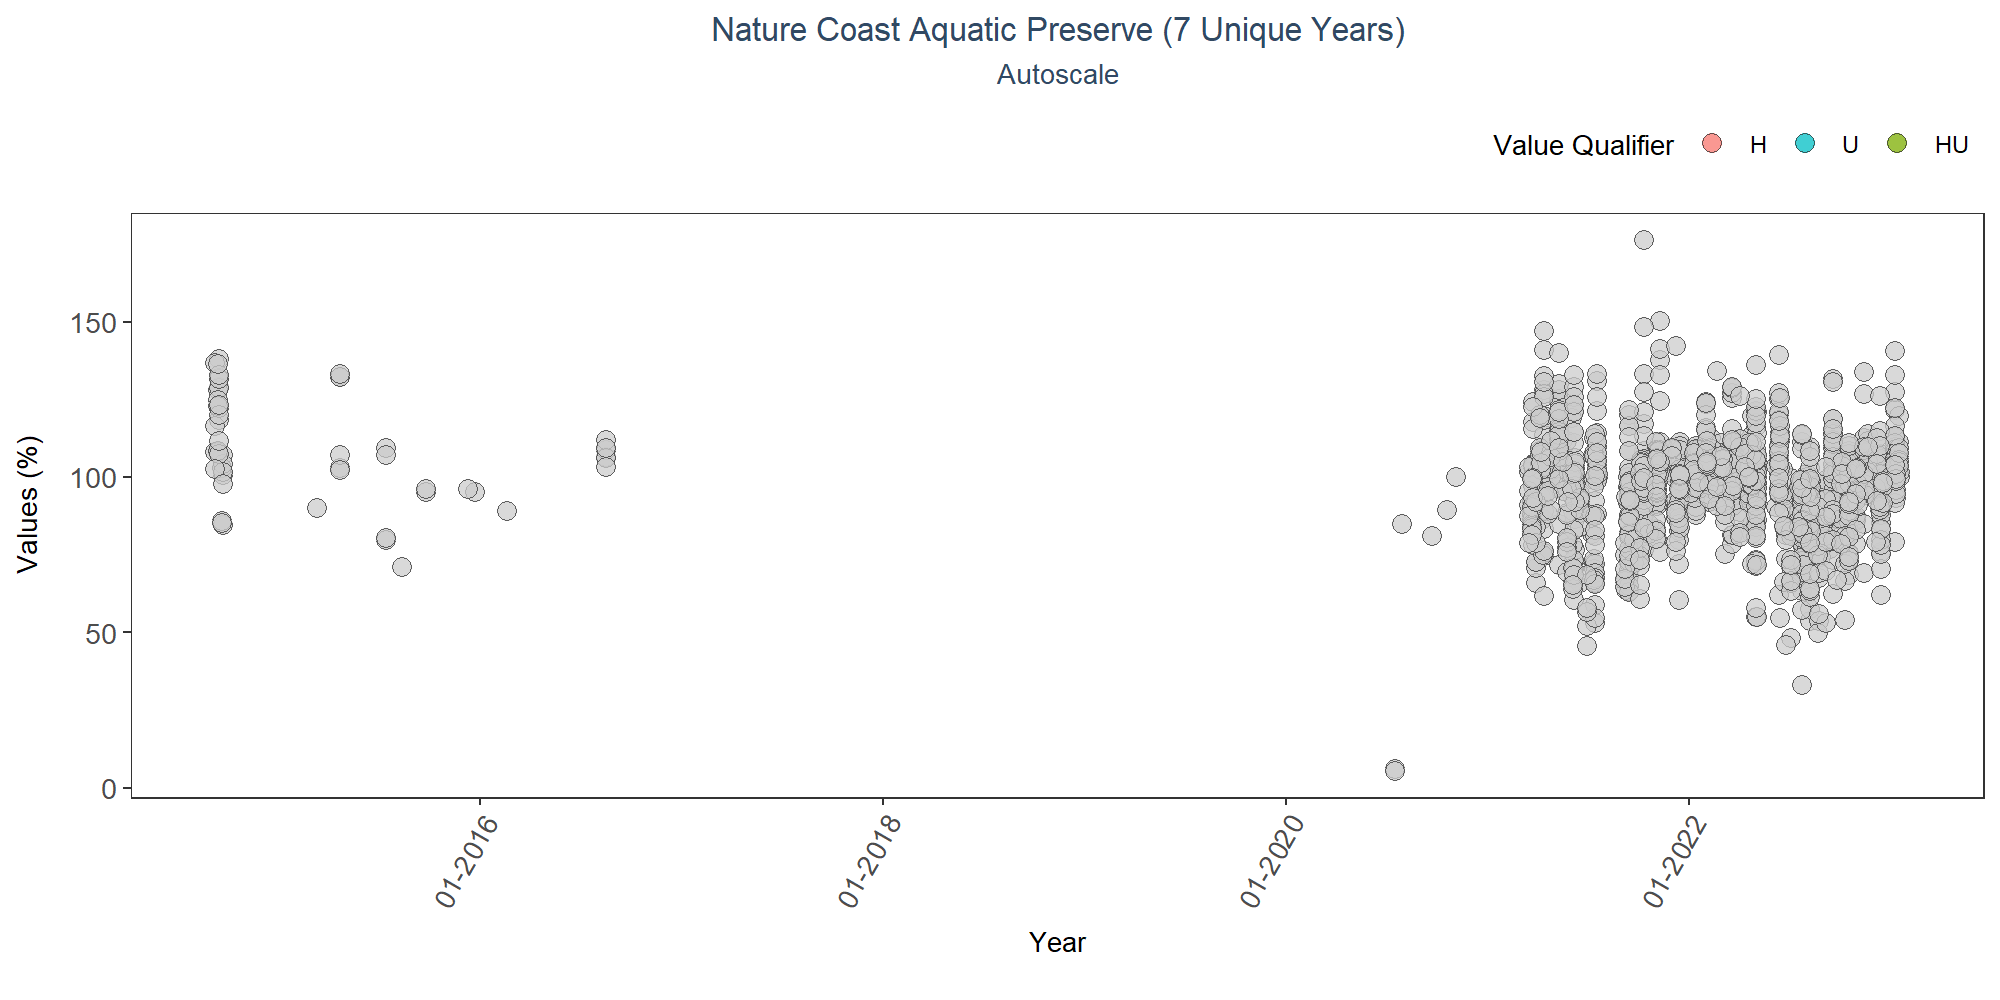 Nature Coast Aquatic Preserve (7 Unique Years)
Autoscale
Value Qualifier H U HU
Values (%)
150
100
50
0
01-2016 01-2018 01-2020 01-2022
Year